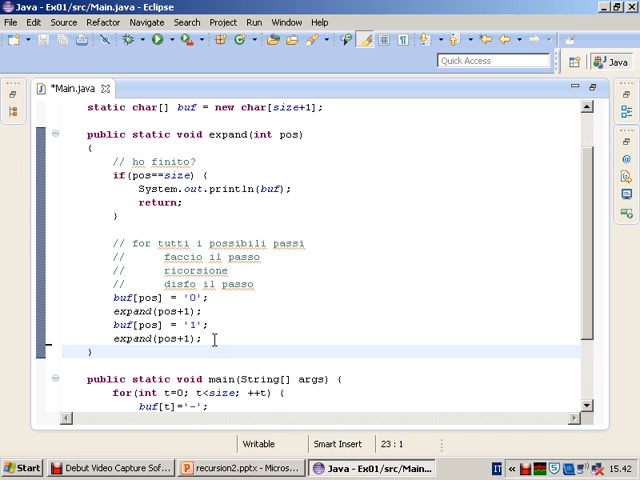 Java - Ex01/src/Main.java - Eclipse
File Edit Source Refactor Navigate Search Project Run Window Help
Quick Access
Java
*Main.java
static char[] buf = new char[size+1];
public static void expand(int pos)
{
// ho finito?
if(pos==size) {
System.out.println(buf);
return;
}
// for tutti i possibili passi
// faccio il passo
// ricorsione
// disfo il passo
buf[pos] = '0';
expand(pos+1);
buf[pos] = '1';
expand(pos+1);
}
public static void main(String[] args) {
for(int t=0; t<size; ++t) {
buf[t]='-';
Writable Smart Insert 23 : 1
Start Debut Video Capture Sof... recursion2.pptx - Micros... Java - Ex01/src/Main... IT 15.42